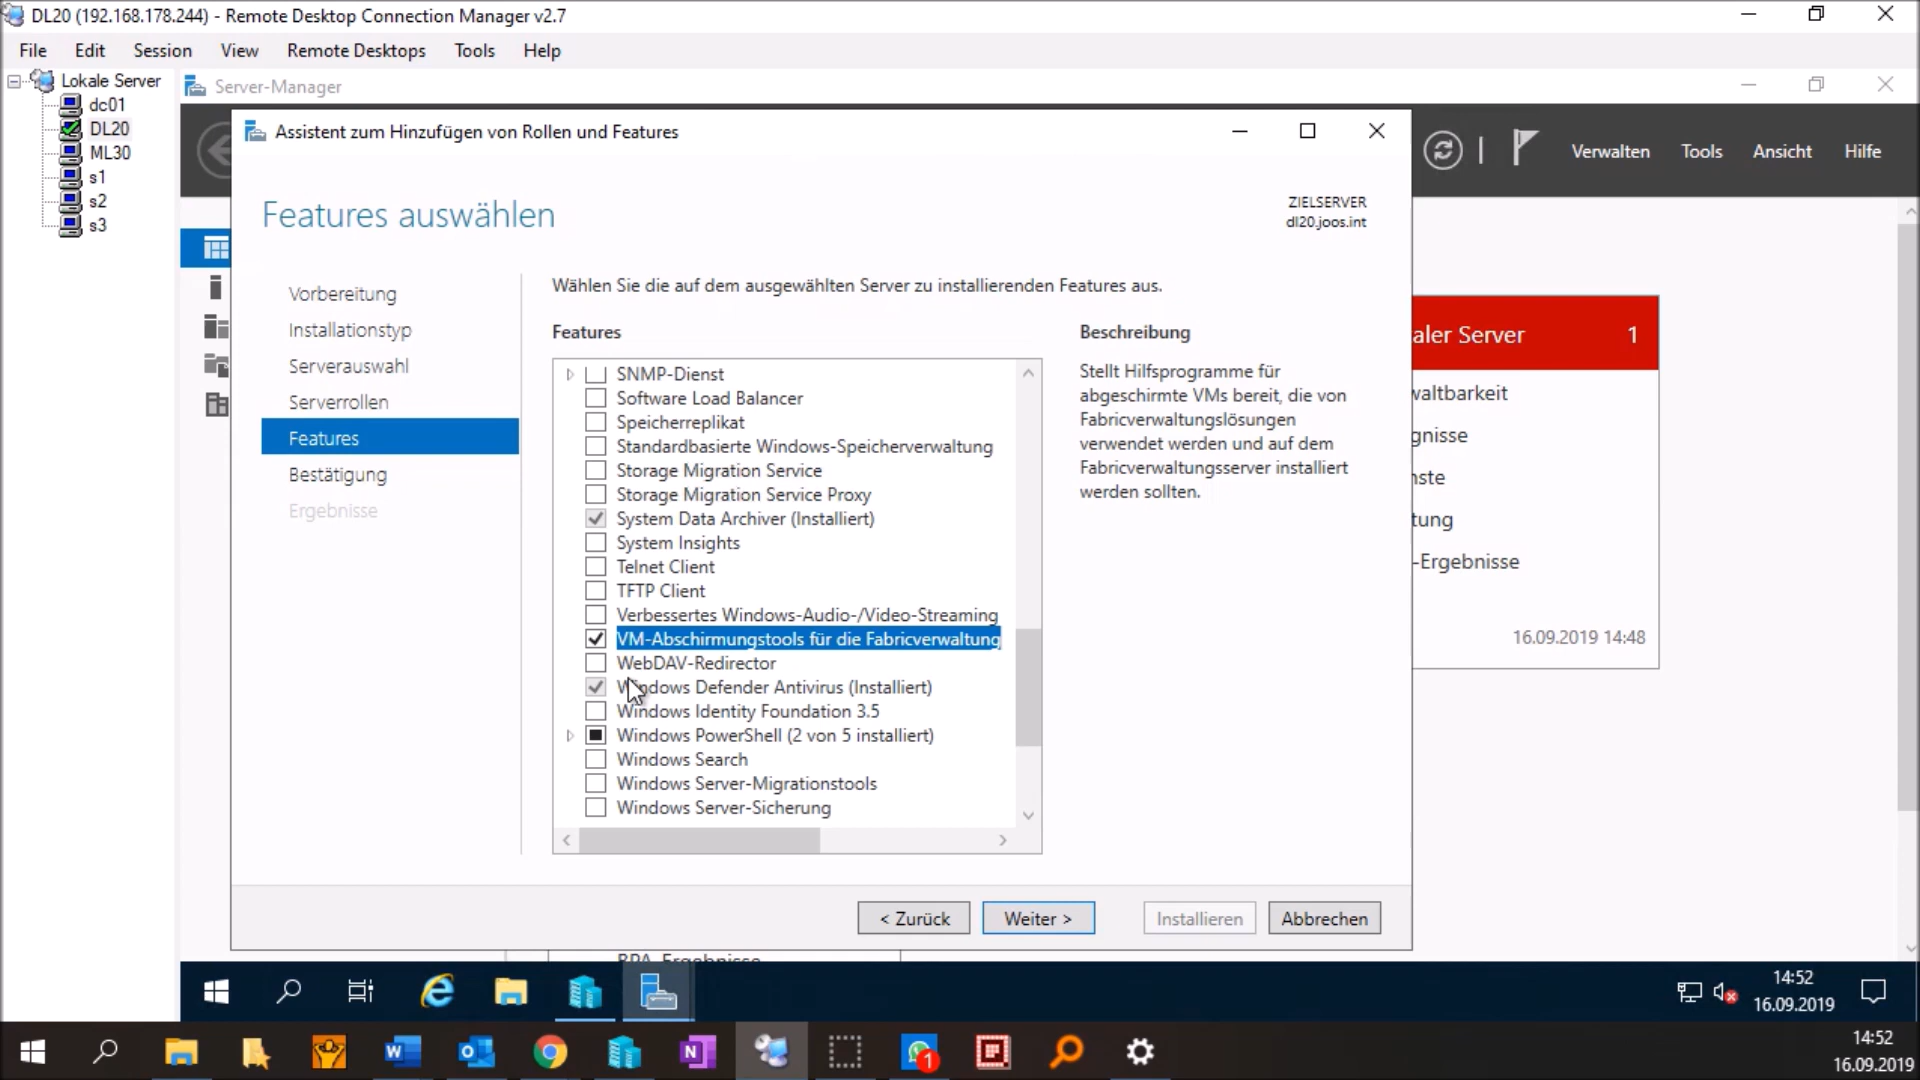 DL20 (192.168.178.244) - Remote Desktop Connection Manager v2.7
File Edit Session View Remote Desktops Tools Help
Lokale Server
dc01
DL20
ML30
s1
s2
s3
Server-Manager
Verwalten Tools Ansicht Hilfe
Assistent zum Hinzufügen von Rollen und Features
Features auswählen
ZIELSERVER
dl20.joos.int
Vorbereitung
Installationstyp
Serverauswahl
Serverrollen
Features
Bestätigung
Ergebnisse
Wählen Sie die auf dem ausgewählten Server zu installierenden Features aus.
Features
SNMP-Dienst
Software Load Balancer
Speicherreplikat
Standardbasierte Windows-Speicherverwaltung
Storage Migration Service
Storage Migration Service Proxy
System Data Archiver (Installiert)
System Insights
Telnet Client
TFTP Client
Verbessertes Windows-Audio-/Video-Streaming
VM-Abschirmungstools für die Fabricverwaltung
WebDAV-Redirector
Windows Defender Antivirus (Installiert)
Windows Identity Foundation 3.5
Windows PowerShell (2 von 5 installiert)
Windows Search
Windows Server-Migrationstools
Windows Server-Sicherung
Beschreibung
Stellt Hilfsprogramme für
abgeschirmte VMs bereit, die von
Fabricverwaltungslösungen
verwendet werden und auf dem
Fabricverwaltungsserver installiert
werden sollten.
< Zurück Weiter > Installieren Abbrechen
aler Server 1
waltbarkeit
gnisse
nste
tung
-Ergebnisse
16.09.2019 14:48
BPA-Ergebnisse
14:52
16.09.2019
1
14:52
16.09.2019